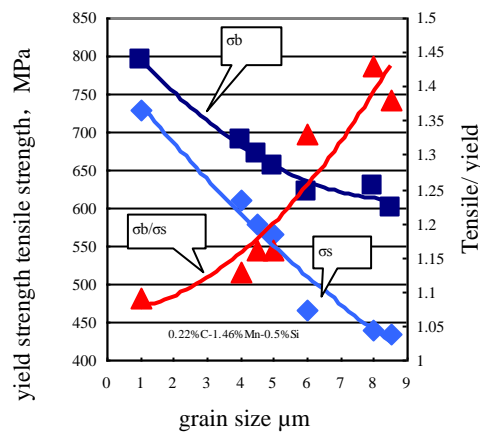 yield strength tensile strength, MPa
850
800
750
700
650
600
550
500
450
400
1.5
1.45
1.4
1.35
1.3
1.25
1.2
1.15
1.1
1.05
1
Tensile/ yield
σb
σb/σs
σs
0.22%C-1.46%Mn-0.5%Si
0 1 2 3 4 5 6 7 8 9
grain size μm